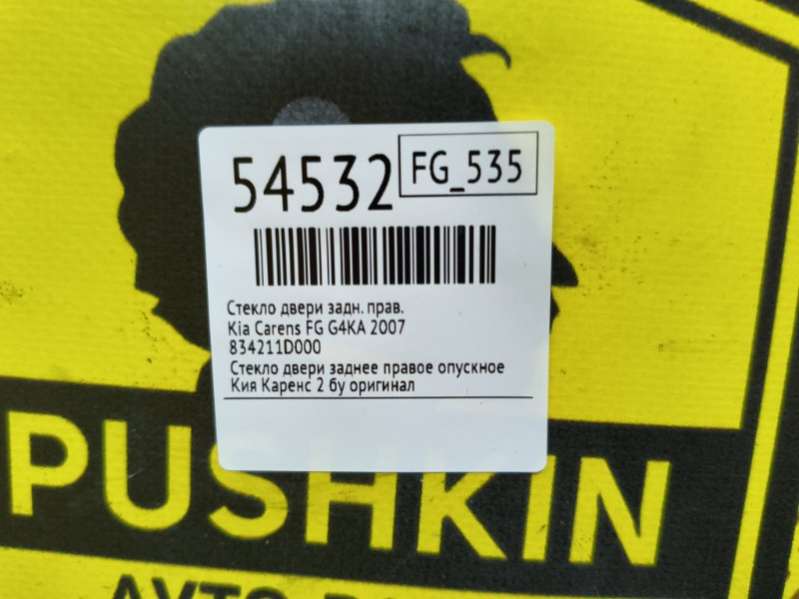 54532
FG_535
Стекло двери задн. прав.
Kia Carens FG G4KA 2007
834211D000
Стекло двери заднее правое опускное
Кия Каренс 2 бу оригинал
PUSHKIN